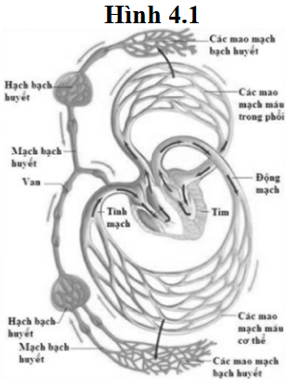 Hình 4.1
Các mao mạch
bạch huyết
Hạch bạch
huyết
Các mao
mạch máu
trong phổi
Mạch bạch
huyết
Van
Động
mạch
Tĩnh
mạch
Tim
Hạch bạch
huyết
Mạch bạch
huyết
Các mao
mạch máu
cơ thể
Các mao mạch
bạch huyết